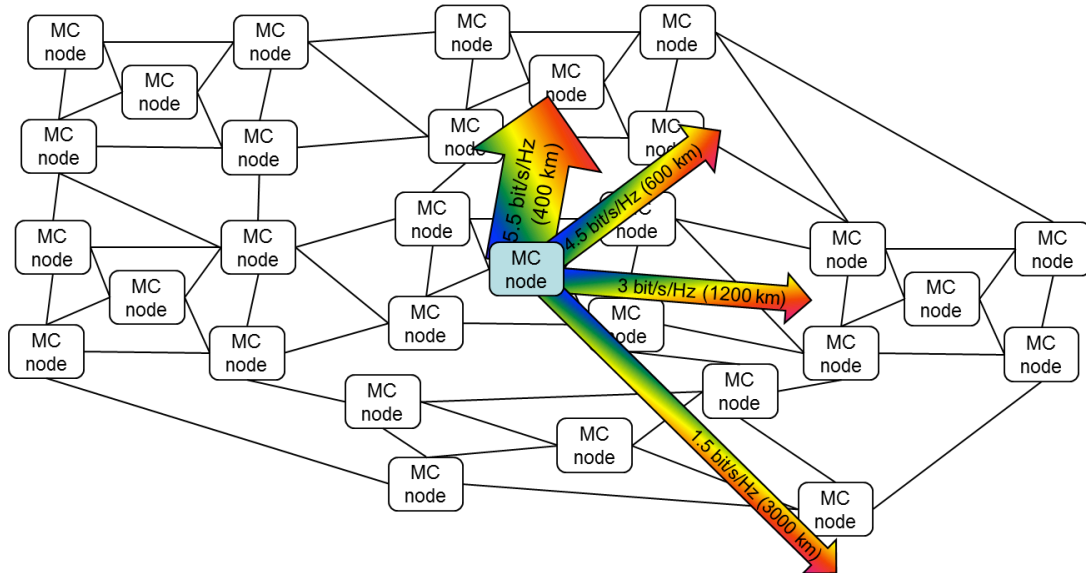 MC
node
MC
node
MC
node
MC
node
MC
node
MC
node
MC
node
MC
node
MC
node
MC
node
5.5 bit/s/Hz
(400 km)
4.5 bit/s/Hz (600 km)
MC
node
MC
node
MC
node
MC
node
MC
node
MC
node
MC
node
MC
node
3 bit/s/Hz (1200 km)
MC
node
MC
node
MC
node
MC
node
MC
node
MC
node
MC
node
MC
node
MC
node
MC
node
MC
node
1.5 bit/s/Hz (3000 km)
MC
node